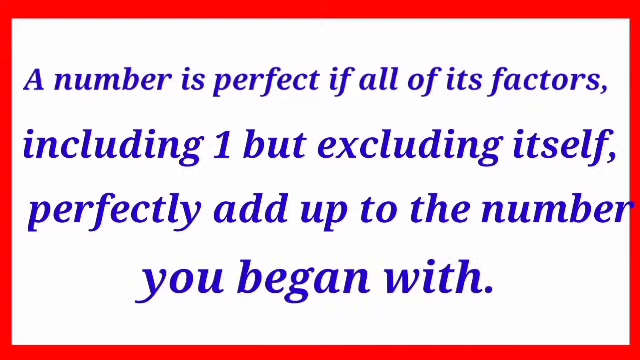 A number is perfect if all of its factors,
including 1 but excluding itself,
perfectly add up to the number
you began with.